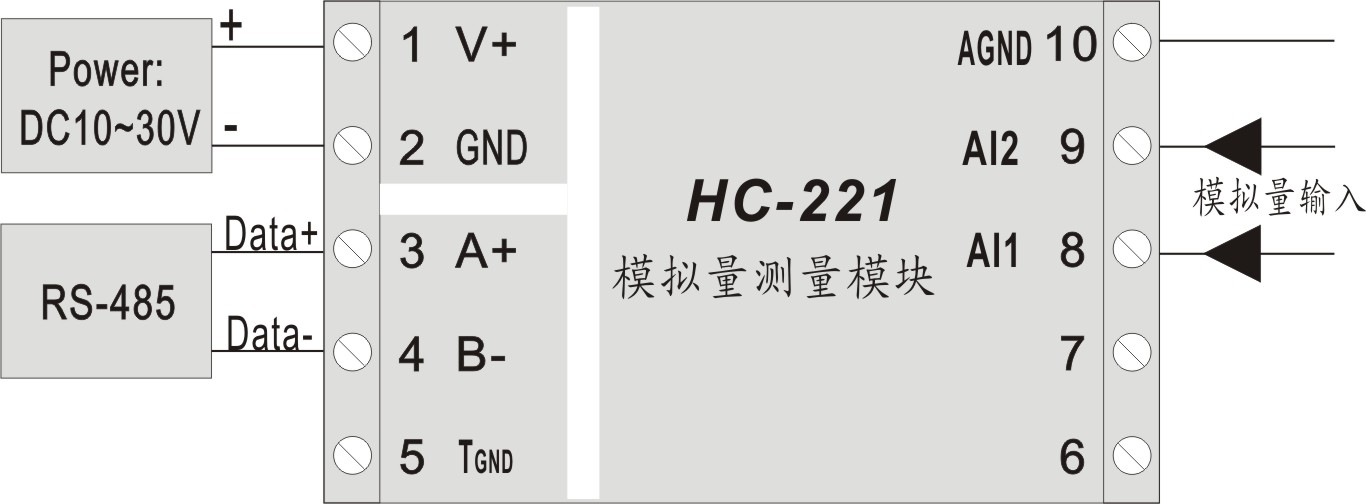 Power:
DC10~30V
+
-
RS-485
Data+
Data-
1 V+
2 GND
3 A+
4 B-
5 TGND
HC-221
模拟量测量模块
AGND 10
AI2 9
AI1 8
7
6
模拟量输入